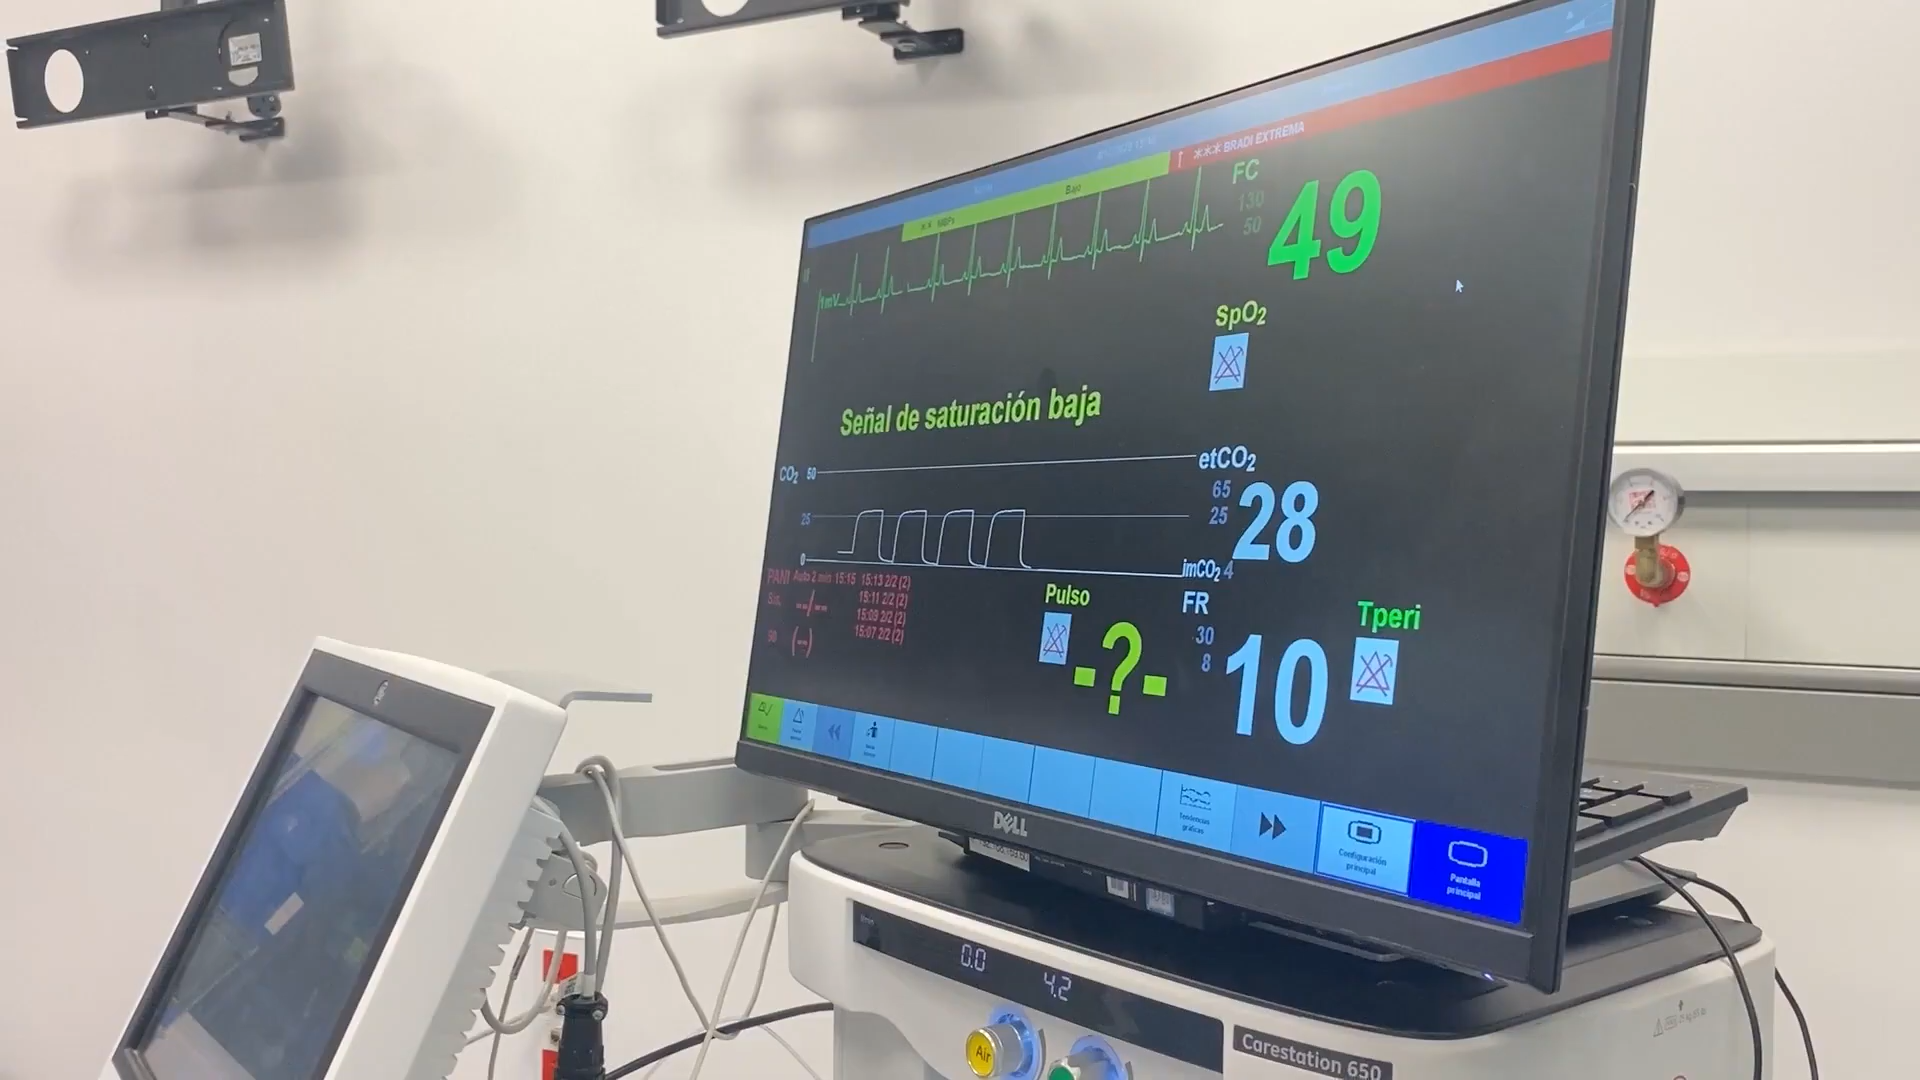 *** BRADI EXTREMA
Bajo
FC
130
50
49
II
1mV
SpO₂
Señal de saturación baja
CO₂ 50
25
0
etCO₂
65
25
28
imCO₂ 4
PANI Auto 2 min 15:15 15:13 2/2 (2)
Sis. --/-- 15:11 2/2 (2)
15:09 2/2 (2)
90 (--) 15:07 2/2 (2)
Pulso
-?-
FR
30
8
10
Tperi
Tendencias
gráficas
Configuración
principal
Pantalla
principal
DELL
0.0
4.2
Air
Carestation 650